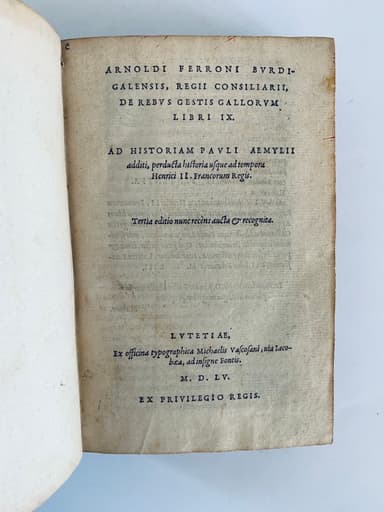 ARNOLDI FERRONI BVRDI-
GALENSIS, REGII CONSILIARII,
DE REBVS GESTIS GALLORVM
LIBRI IX.
AD HISTORIAM PAVLI AEMYLII
additi, perducta historia usque ad tempora
Henrici II. Francorum Regis.
Tertia editio nunc recens aucta & recognita.
LVTETIAE,
Ex officina typographica Michaelis Vascosani, uia Iaco-
bæa, ad insigne Fontis.
M. D. LV.
EX PRIVILEGIO REGIS.